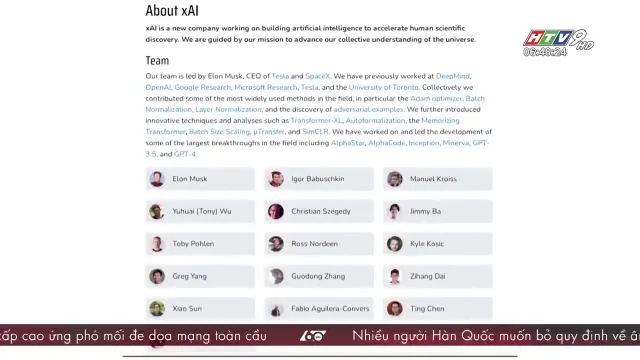 About xAI
HTV9 HD
06:48:24
xAI is a new company working on building artificial intelligence to accelerate human scientific
discovery. We are guided by our mission to advance our collective understanding of the universe.
Team
Our team is led by Elon Musk, CEO of Tesla and SpaceX. We have previously worked at DeepMind,
OpenAI, Google Research, Microsoft Research, Tesla, and the University of Toronto. Collectively we
contributed some of the most widely used methods in the field, in particular the Adam optimizer, Batch
Normalization, Layer Normalization, and the discovery of adversarial examples. We further introduced
innovative techniques and analyses such as Transformer-XL, Autoformalization, the Memorizing
Transformer, Batch Size Scaling, μTransfer, and SimCLR. We have worked on and led the development of
some of the largest breakthroughs in the field including AlphaStar, AlphaCode, Inception, Minerva, GPT-
3.5, and GPT-4.
Elon Musk
Igor Babuschkin
Manuel Kroiss
Yuhuai (Tony) Wu
Christian Szegedy
Jimmy Ba
Toby Pohlen
Ross Nordeen
Kyle Kosic
Greg Yang
Guodong Zhang
Zihang Dai
Xiao Sun
Fabio Aguilera-Convers
Ting Chen
cấp cao ứng phó mối đe dọa mạng toàn cầu
Nhiều người Hàn Quốc muốn bỏ quy định về